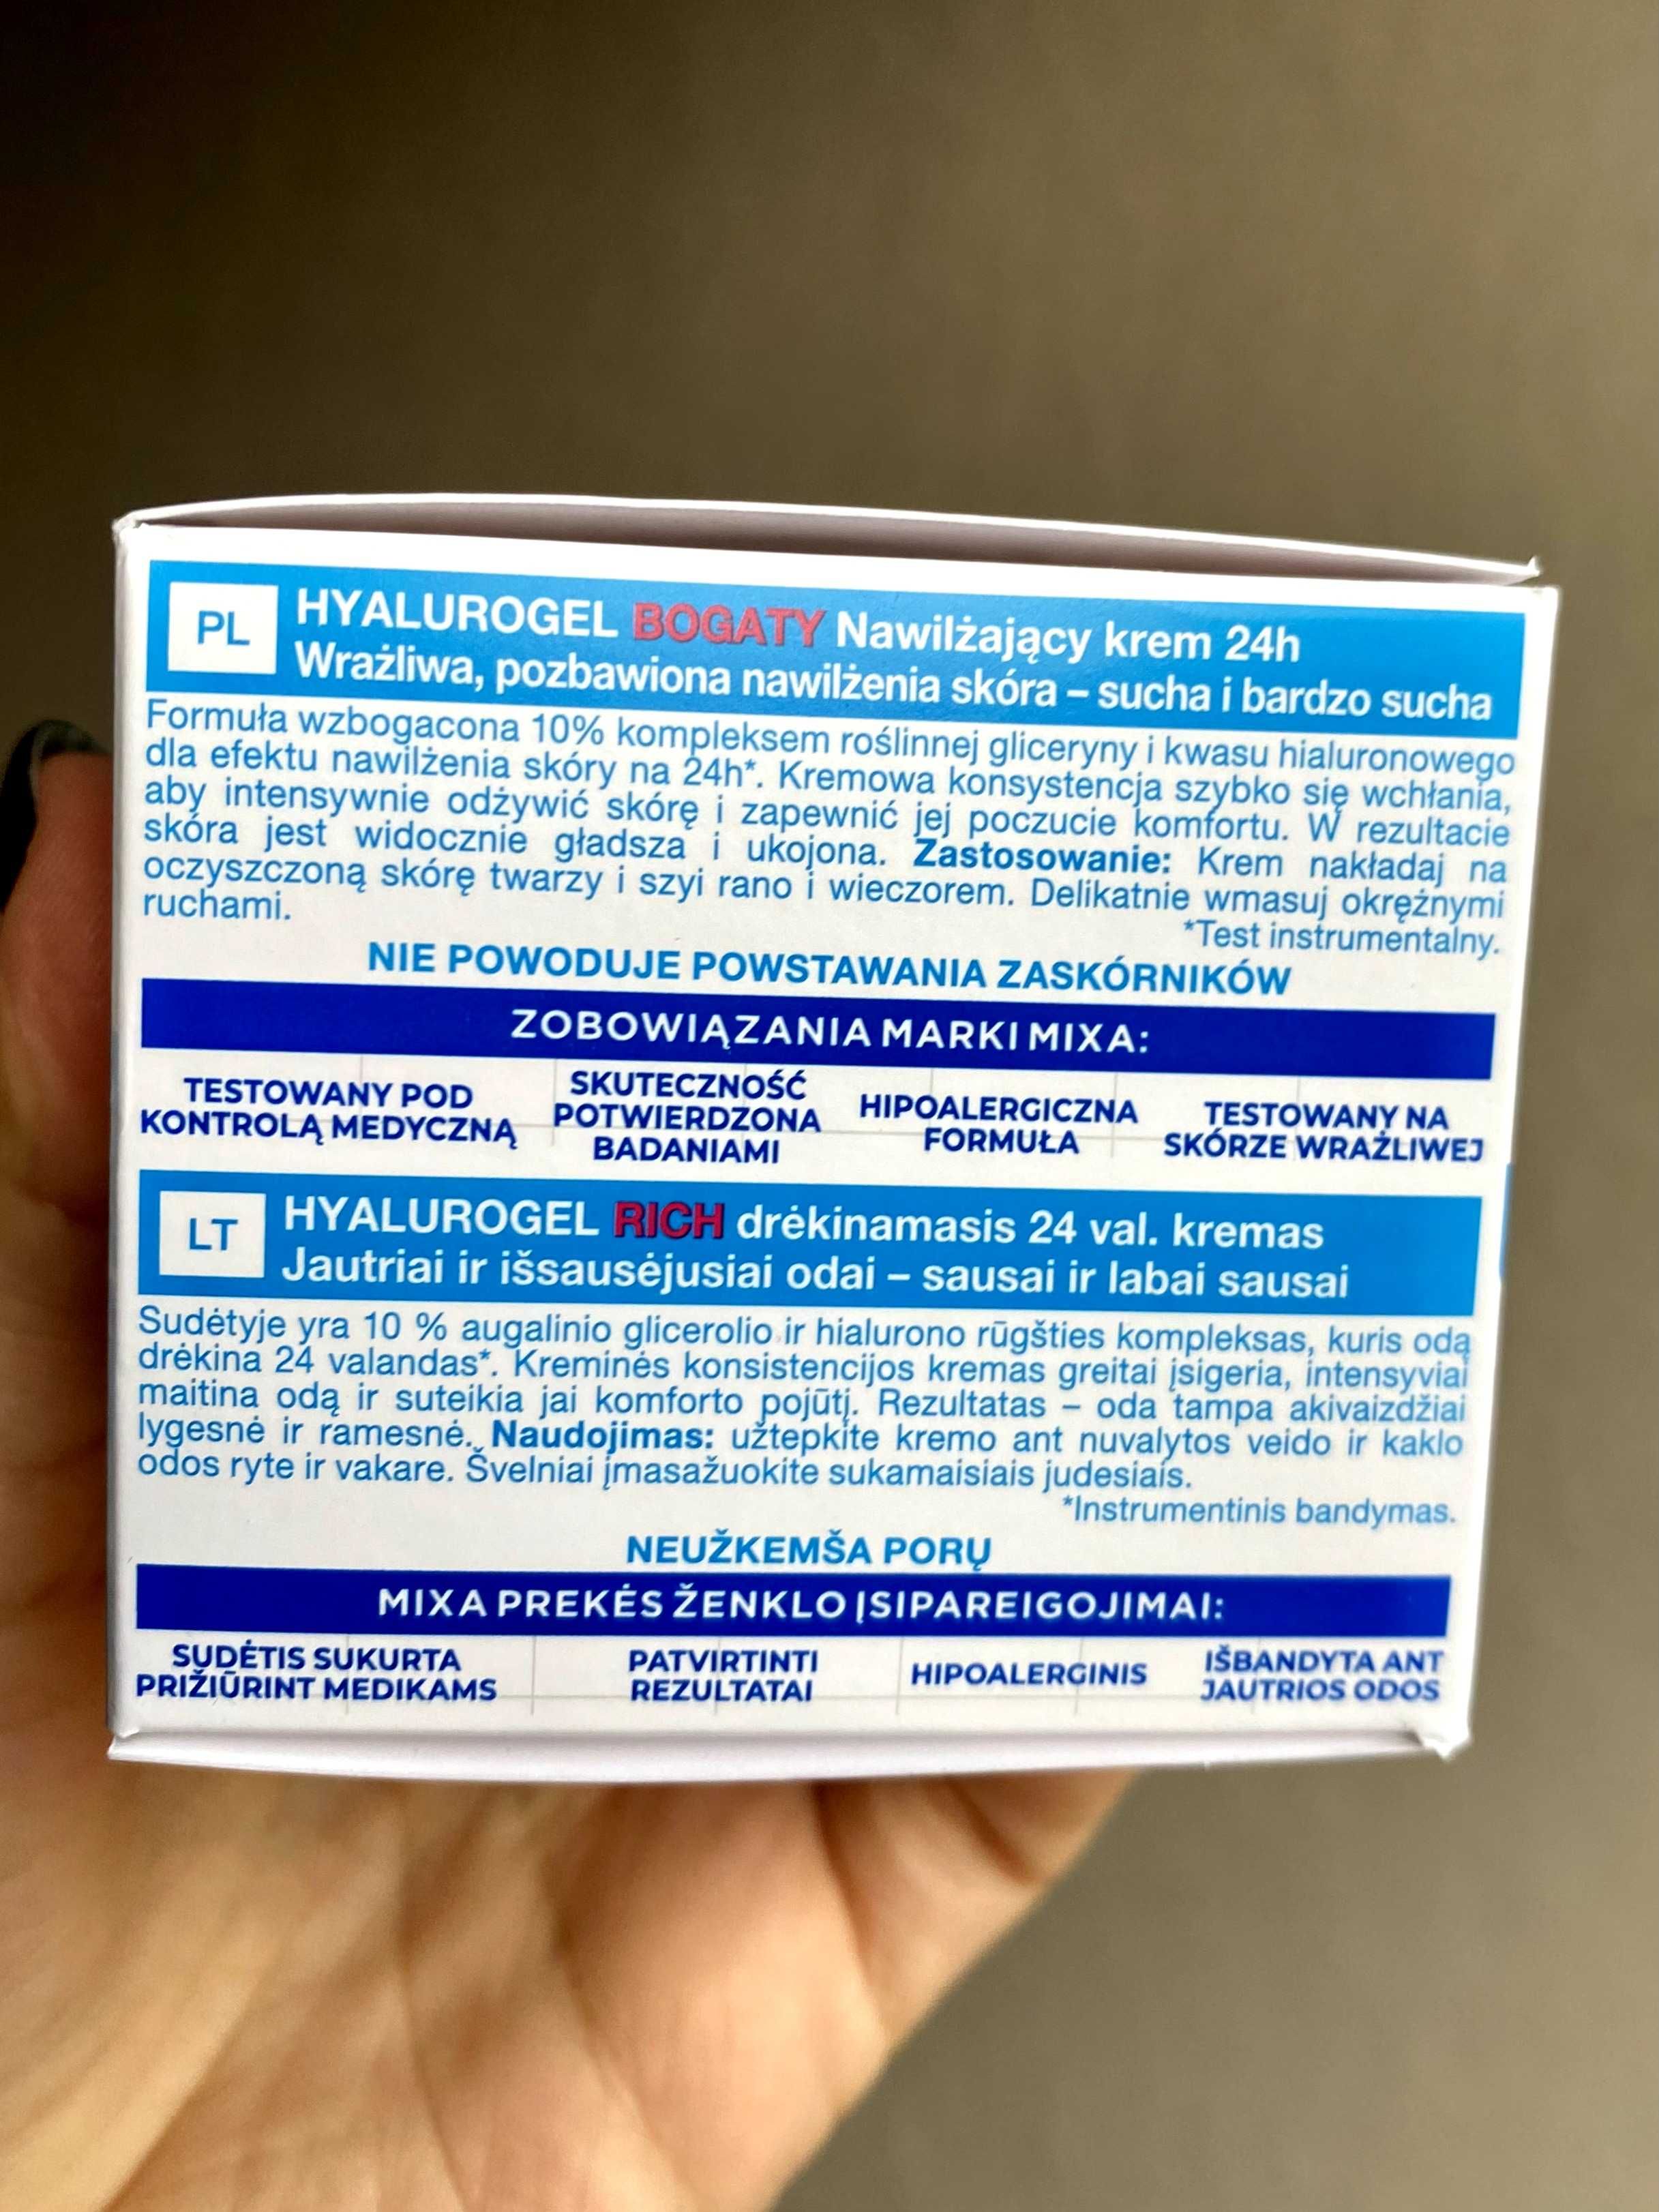 PL
HYALUROGEL BOGATY Nawilżający krem 24h
Wrażliwa, pozbawiona nawilżenia skóra – sucha i bardzo sucha
Formuła wzbogacona 10% kompleksem roślinnej gliceryny i kwasu hialuronowego
dla efektu nawilżenia skóry na 24h*. Kremowa konsystencja szybko się wchłania,
aby intensywnie odżywić skórę i zapewnić jej poczucie komfortu. W rezultacie
skóra jest widocznie gładsza i ukojona. Zastosowanie: Krem nakładaj na
oczyszczoną skórę twarzy i szyi rano i wieczorem. Delikatnie wmasuj okrężnymi
ruchami.
*Test instrumentalny.
NIE POWODUJE POWSTAWANIA ZASKÓRNIKÓW
ZOBOWIĄZANIA MARKI MIXA:
TESTOWANY POD
KONTROLĄ MEDYCZNĄ
SKUTECZNOŚĆ
POTWIERDZONA
BADANIAMI
HIPOALERGICZNA
FORMUŁA
TESTOWANY NA
SKÓRZE WRAŻLIWEJ
LT
HYALUROGEL RICH drėkinamasis 24 val. kremas
Jautriai ir išsausėjusiai odai – sausai ir labai sausai
Sudėtyje yra 10 % augalinio glicerolio ir hialurono rūgšties kompleksas, kuris odą
drėkina 24 valandas*. Kreminės konsistencijos kremas greitai įsigeria, intensyviai
maitina odą ir suteikia jai komforto pojūtį. Rezultatas – oda tampa akivaizdžiai
lygesnė ir ramesnė. Naudojimas: užtepkite kremo ant nuvalytos veido ir kaklo
odos ryte ir vakare. Švelniai įmasažuokite sukamaisiais judesiais.
*Instrumentinis bandymas.
NEUŽKEMŠA PORŲ
MIXA PREKĖS ŽENKLO ĮSIPAREIGOJIMAI:
SUDĖTIS SUKURTA
PRIŽIŪRINT MEDIKAMS
PATVIRTINTI
REZULTATAI
HIPOALERGINIS
IŠBANDYTA ANT
JAUTRIOS ODOS